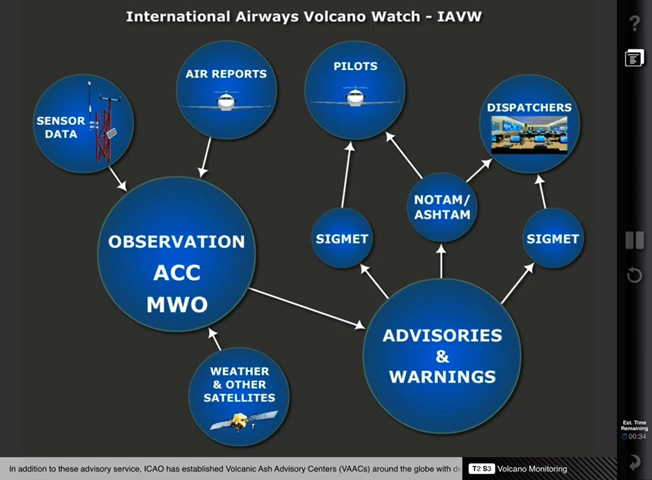 International Airways Volcano Watch - IAVW
SENSOR
DATA
AIR REPORTS
PILOTS
DISPATCHERS
OBSERVATION
ACC
MWO
SIGMET
NOTAM/
ASHTAM
SIGMET
ADVISORIES
&
WARNINGS
WEATHER
& OTHER
SATELLITES
?
Est. Time
Remaining
00:34
In addition to these advisory service, ICAO has established Volcanic Ash Advisory Centers (VAACs) around the globe with
T2 S3 Volcano Monitoring